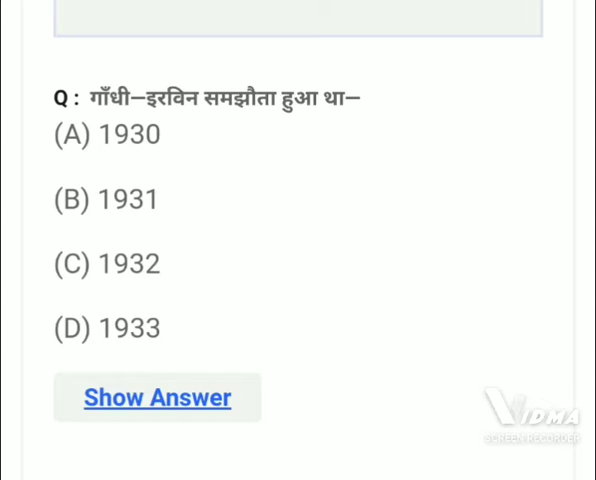 Q : गाँधी–इरविन समझौता हुआ था–
(A) 1930
(B) 1931
(C) 1932
(D) 1933
Show Answer
VIDMA
SCREEN RECORDER